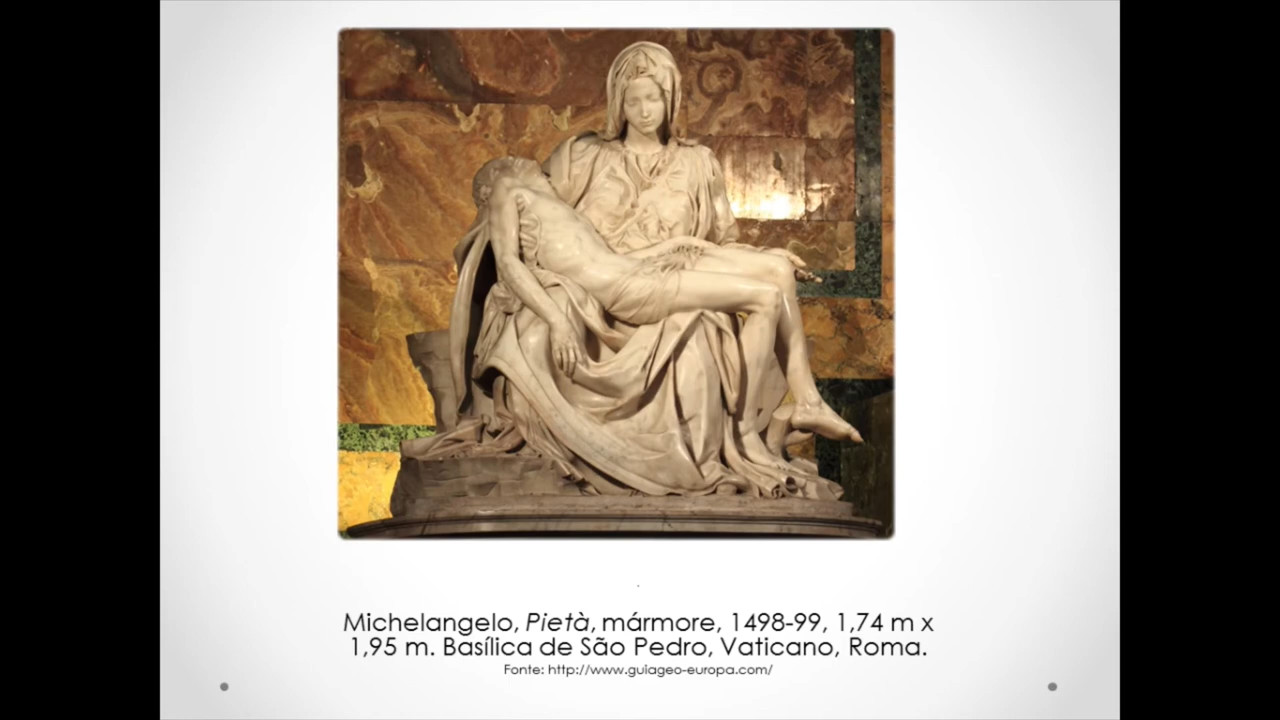 Michelangelo, Pietà, mármore, 1498-99, 1,74 m x
1,95 m. Basílica de São Pedro, Vaticano, Roma.
Fonte: http://www.guiageo-europa.com/